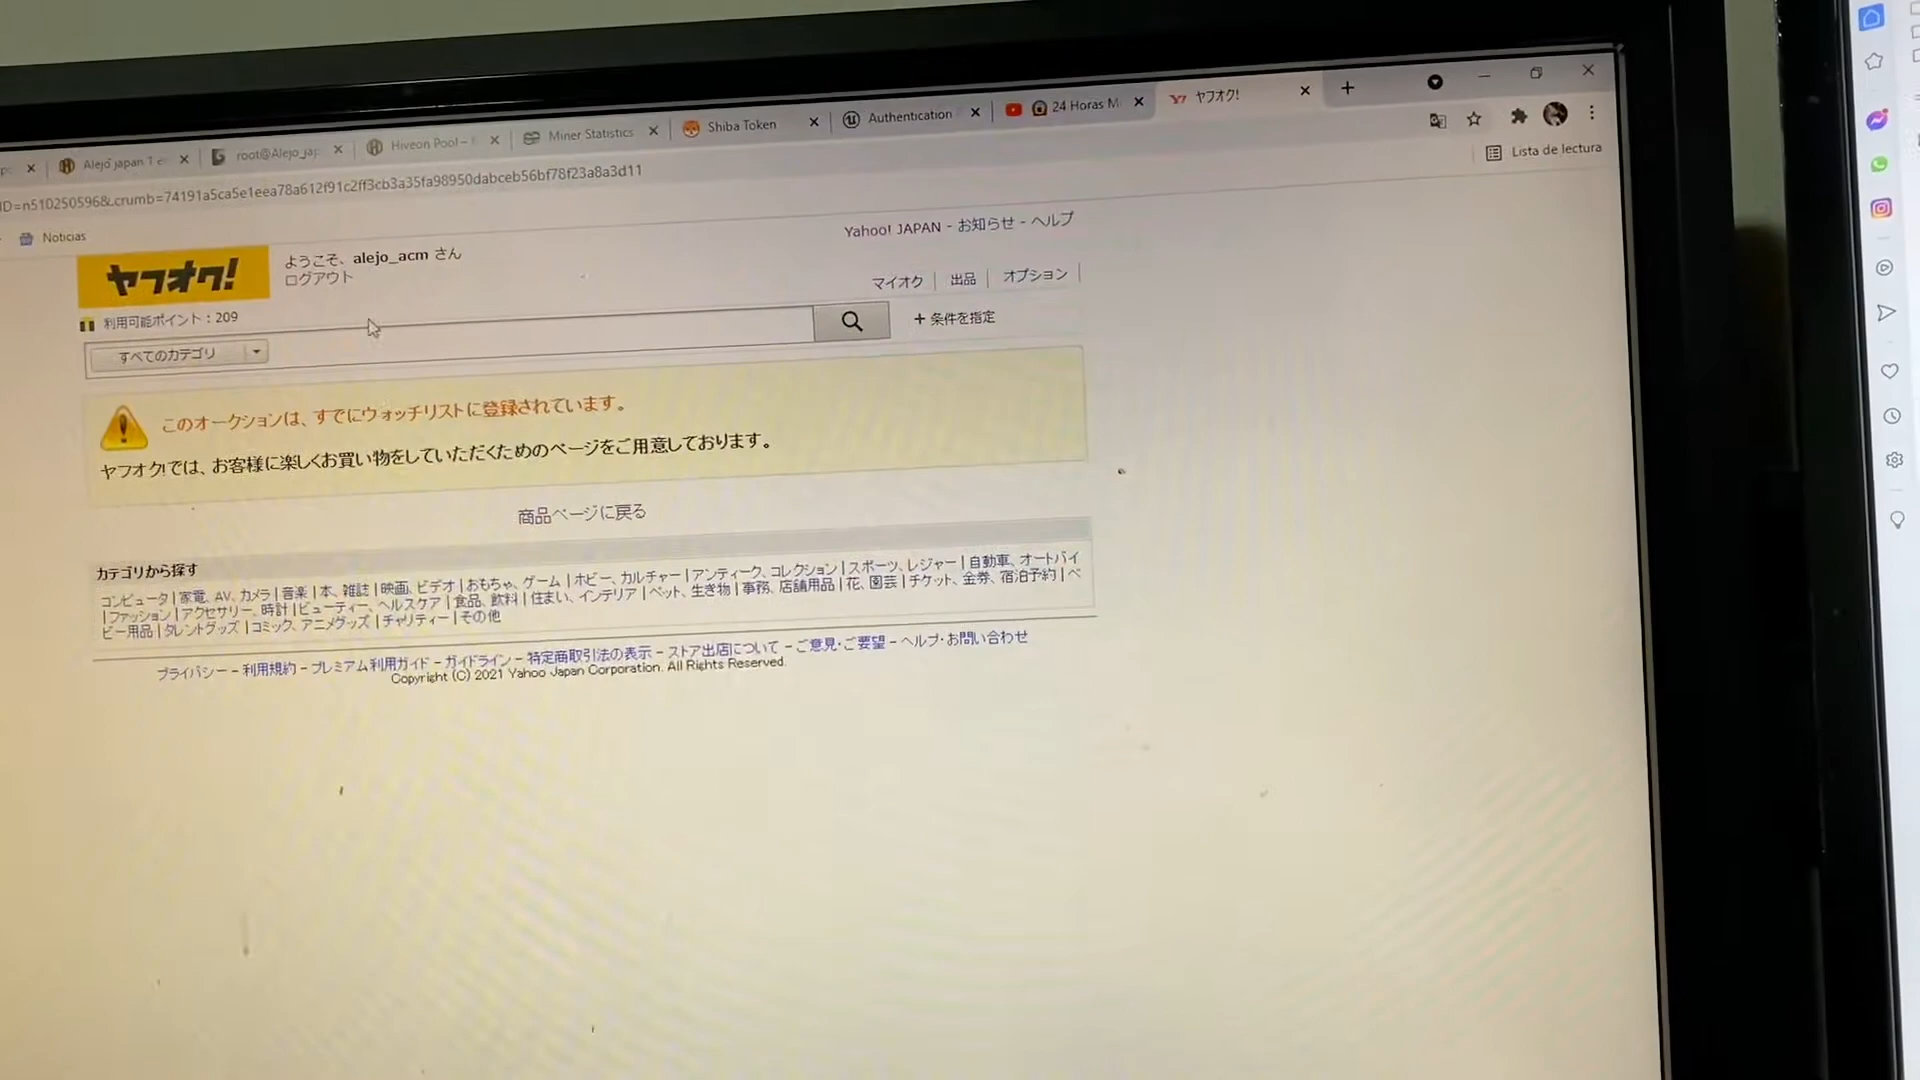 Alejo japan 1 e
root@Alejo_jap
Hiveon Pool –
Miner Statistics
Shiba Token
Authentication
24 Horas M
ヤフオク!
ID=n510250596&.crumb=74191a5ca5e1eea78a612f91c2ff3cb3a35fa98950dabceb56bf78f23a8a3d11
Lista de lectura
Noticias
Yahoo! JAPAN - お知らせ - ヘルプ
ヤフオク!
ようこそ、alejo_acm さん
ログアウト
マイオク | 出品 | オプション |
利用可能ポイント:209
すべてのカテゴリ
+ 条件を指定
このオークションは、すでにウォッチリストに登録されています。
ヤフオク!では、お客様に楽しくお買い物をしていただくためのページをご用意しております。
商品ページに戻る
カテゴリから探す
コンピュータ | 家電、AV、カメラ | 音楽 | 本、雑誌 | 映画、ビデオ | おもちゃ、ゲーム | ホビー、カルチャー | アンティーク、コレクション | スポーツ、レジャー | 自動車、オートバイ
| ファッション | アクセサリー、時計 | ビューティー、ヘルスケア | 食品、飲料 | 住まい、インテリア | ペット、生き物 | 事務、店舗用品 | 花、園芸 | チケット、金券、宿泊予約 | ベ
ビー用品 | タレントグッズ | コミック、アニメグッズ | チャリティー | その他
プライバシー - 利用規約 - プレミアム利用ガイド - ガイドライン - 特定商取引法の表示 - ストア出店について - ご意見・ご要望 - ヘルプ・お問い合わせ
Copyright (C) 2021 Yahoo Japan Corporation. All Rights Reserved.